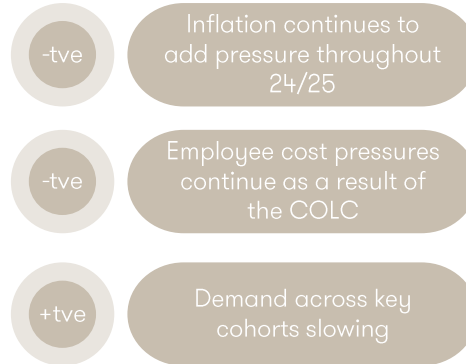 -tve
Inflation continues to
add pressure throughout
24/25
-tve
Employee cost pressures
continue as a result of
the COLC
+tve
Demand across key
cohorts slowing